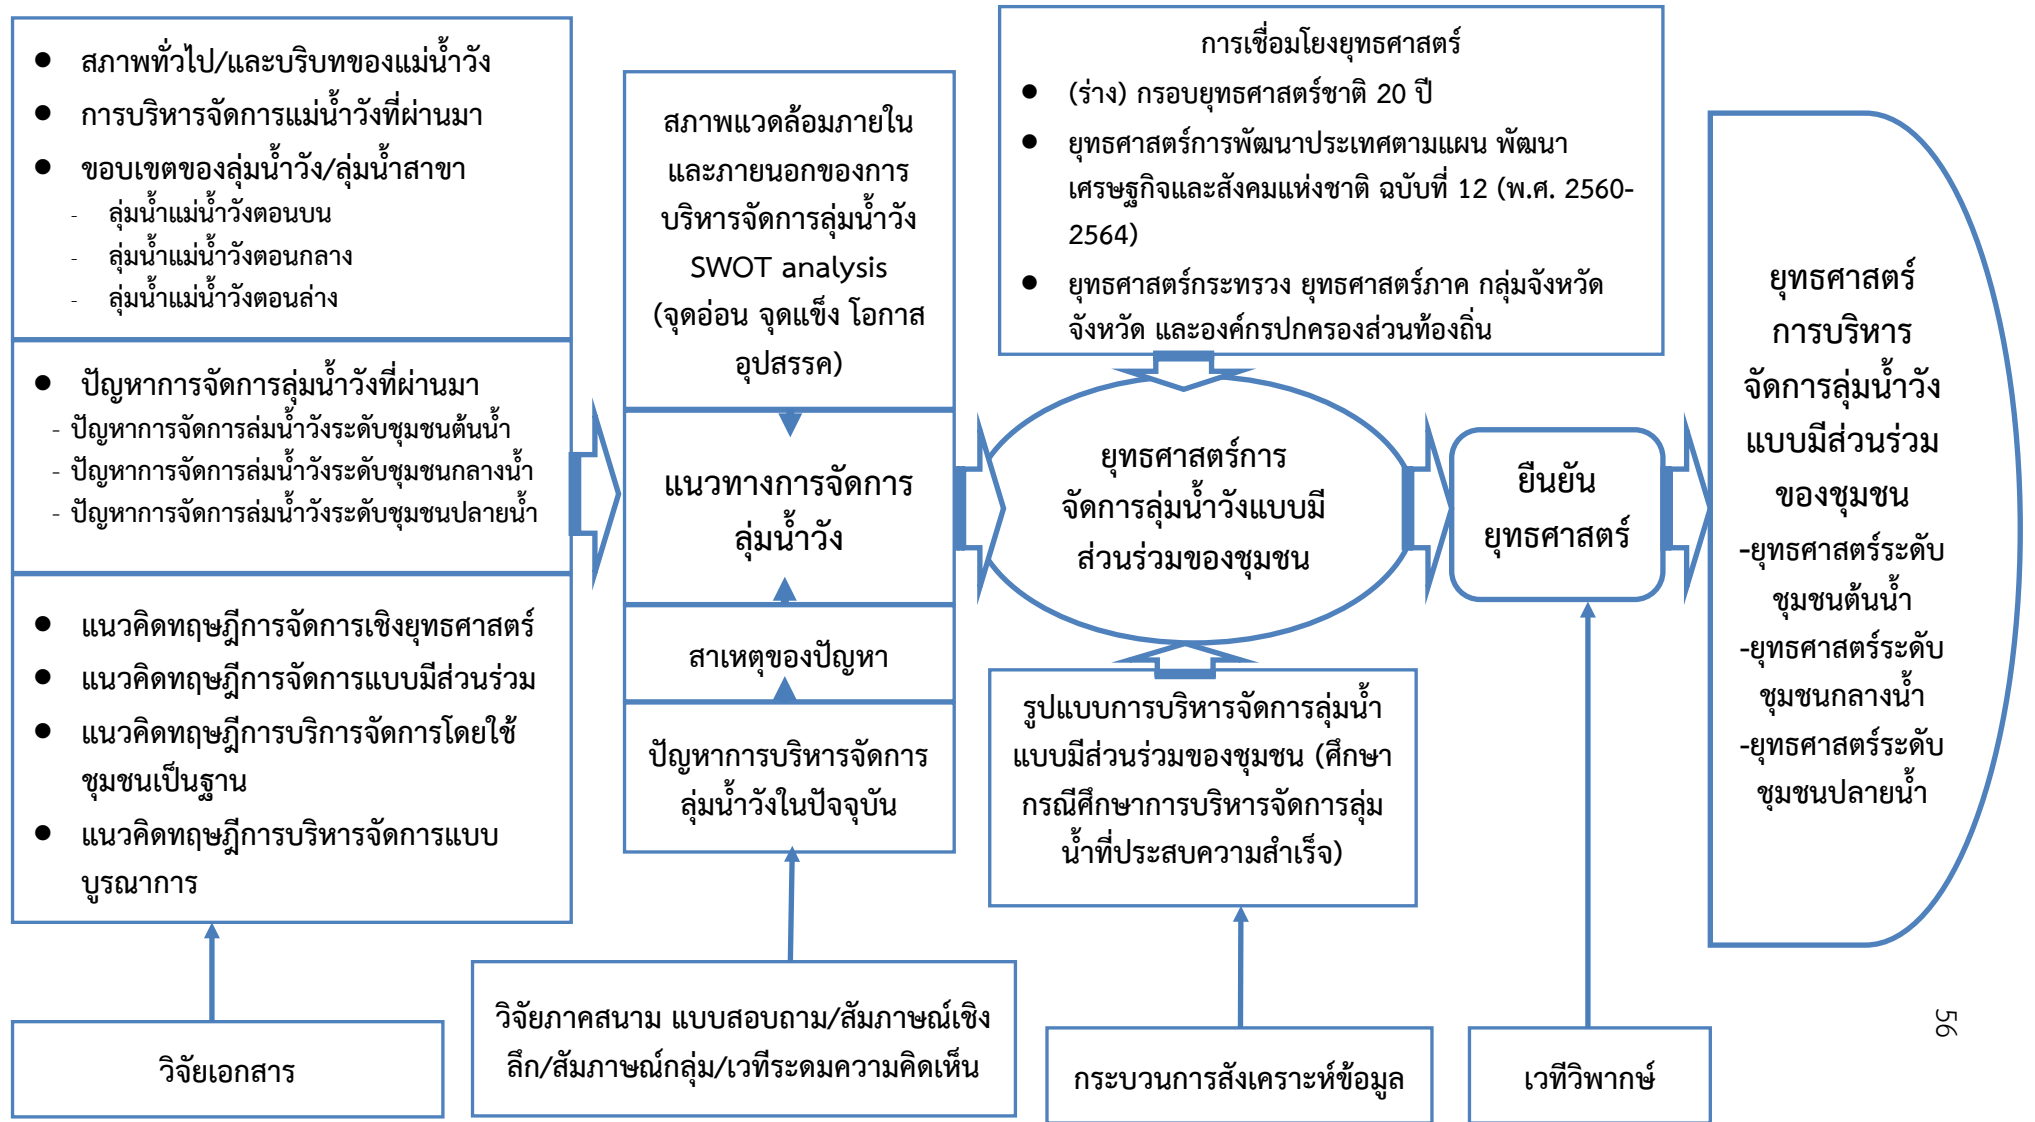 สภาพทั่วไป/และบริบทของแม่น้ำวัง
การบริหารจัดการแม่น้ำวังที่ผ่านมา
ขอบเขตของลุ่มน้ำวัง/ลุ่มน้ำสาขา
- ลุ่มน้ำแม่น้ำวังตอนบน
- ลุ่มน้ำแม่น้ำวังตอนกลาง
- ลุ่มน้ำแม่น้ำวังตอนล่าง
ปัญหาการจัดการลุ่มน้ำวังที่ผ่านมา
- ปัญหาการจัดการล่มน้ำวังระดับชุมชนต้นน้ำ
- ปัญหาการจัดการล่มน้ำวังระดับชุมชนกลางน้ำ
- ปัญหาการจัดการล่มน้ำวังระดับชุมชนปลายน้ำ
แนวคิดทฤษฎีการจัดการเชิงยุทธศาสตร์
แนวคิดทฤษฎีการจัดการแบบมีส่วนร่วม
แนวคิดทฤษฎีการบริการจัดการโดยใช้
ชุมชนเป็นฐาน
แนวคิดทฤษฎีการบริหารจัดการแบบ
บูรณาการ
วิจัยเอกสาร
สภาพแวดล้อมภายใน
และภายนอกของการ
บริหารจัดการลุ่มน้ำวัง
SWOT analysis
(จุดอ่อน จุดแข็ง โอกาส
อุปสรรค)
แนวทางการจัดการ
ลุ่มน้ำวัง
สาเหตุของปัญหา
ปัญหาการบริหารจัดการ
ลุ่มน้ำวังในปัจจุบัน
วิจัยภาคสนาม แบบสอบถาม/สัมภาษณ์เชิง
ลึก/สัมภาษณ์กลุ่ม/เวทีระดมความคิดเห็น
การเชื่อมโยงยุทธศาสตร์
(ร่าง) กรอบยุทธศาสตร์ชาติ 20 ปี
ยุทธศาสตร์การพัฒนาประเทศตามแผน พัฒนา
เศรษฐกิจและสังคมแห่งชาติ ฉบับที่ 12 (พ.ศ. 2560-
2564)
ยุทธศาสตร์กระทรวง ยุทธศาสตร์ภาค กลุ่มจังหวัด
จังหวัด และองค์กรปกครองส่วนท้องถิ่น
ยุทธศาสตร์การ
จัดการลุ่มน้ำวังแบบมี
ส่วนร่วมของชุมชน
รูปแบบการบริหารจัดการลุ่มน้ำ
แบบมีส่วนร่วมของชุมชน (ศึกษา
กรณีศึกษาการบริหารจัดการลุ่ม
น้ำที่ประสบความสำเร็จ)
กระบวนการสังเคราะห์ข้อมูล
ยืนยัน
ยุทธศาสตร์
เวทีวิพากษ์
ยุทธศาสตร์
การบริหาร
จัดการลุ่มน้ำวัง
แบบมีส่วนร่วม
ของชุมชน
-ยุทธศาสตร์ระดับ
ชุมชนต้นน้ำ
-ยุทธศาสตร์ระดับ
ชุมชนกลางน้ำ
-ยุทธศาสตร์ระดับ
ชุมชนปลายน้ำ
56